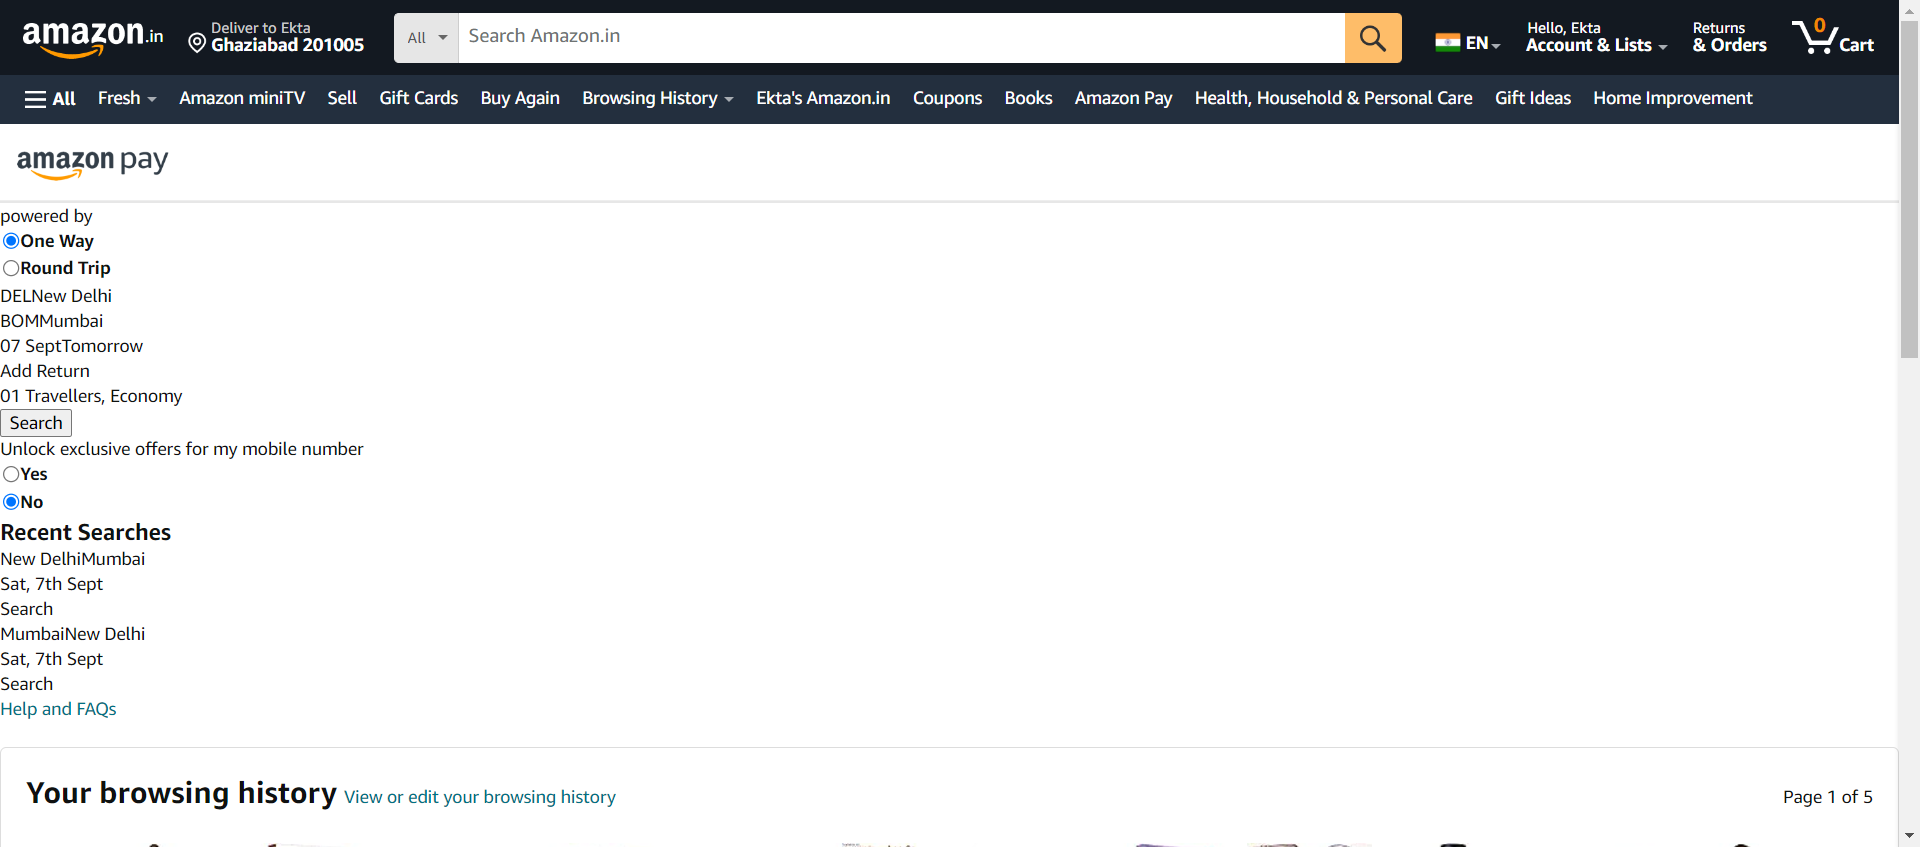 amazon.in
Deliver to Ekta
Ghaziabad 201005
All
Search Amazon.in
EN
Hello, Ekta
Account & Lists
Returns
& Orders
0
Cart
All
Fresh
Amazon miniTV
Sell
Gift Cards
Buy Again
Browsing History
Ekta's Amazon.in
Coupons
Books
Amazon Pay
Health, Household & Personal Care
Gift Ideas
Home Improvement
amazon pay
powered by
One Way
Round Trip
DELNew Delhi
BOMMumbai
07 SeptTomorrow
Add Return
01 Travellers, Economy
Search
Unlock exclusive offers for my mobile number
Yes
No
Recent Searches
New DelhiMumbai
Sat, 7th Sept
Search
MumbaiNew Delhi
Sat, 7th Sept
Search
Help and FAQs
Your browsing history View or edit your browsing history
Page 1 of 5